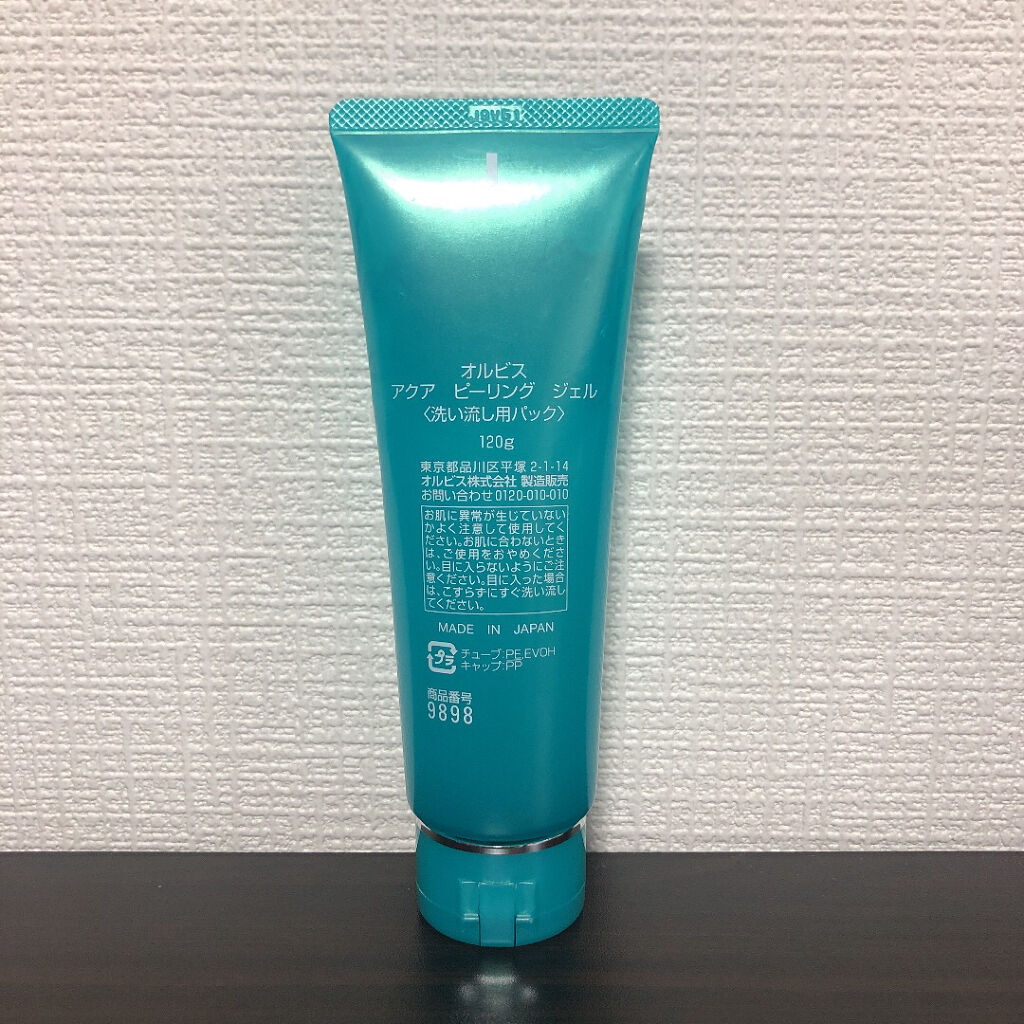 オルビス
アクア ピーリング ジェル
〈洗い流し用パック〉
120g
東京都品川区平塚 2-1-14
オルビス株式会社 製造販売
お問い合わせ 0120-010-010
お肌に異常が生じていない
かよく注意して使用してく
ださい。お肌に合わないとき
は、ご使用をおやめくださ
い。目に入らないようにご注
意ください。目に入った場合
は、こすらずにすぐ洗い流し
てください。
MADE IN JAPAN
プラ
チューブ:PE,EVOH
キャップ:PP
商品番号
9898